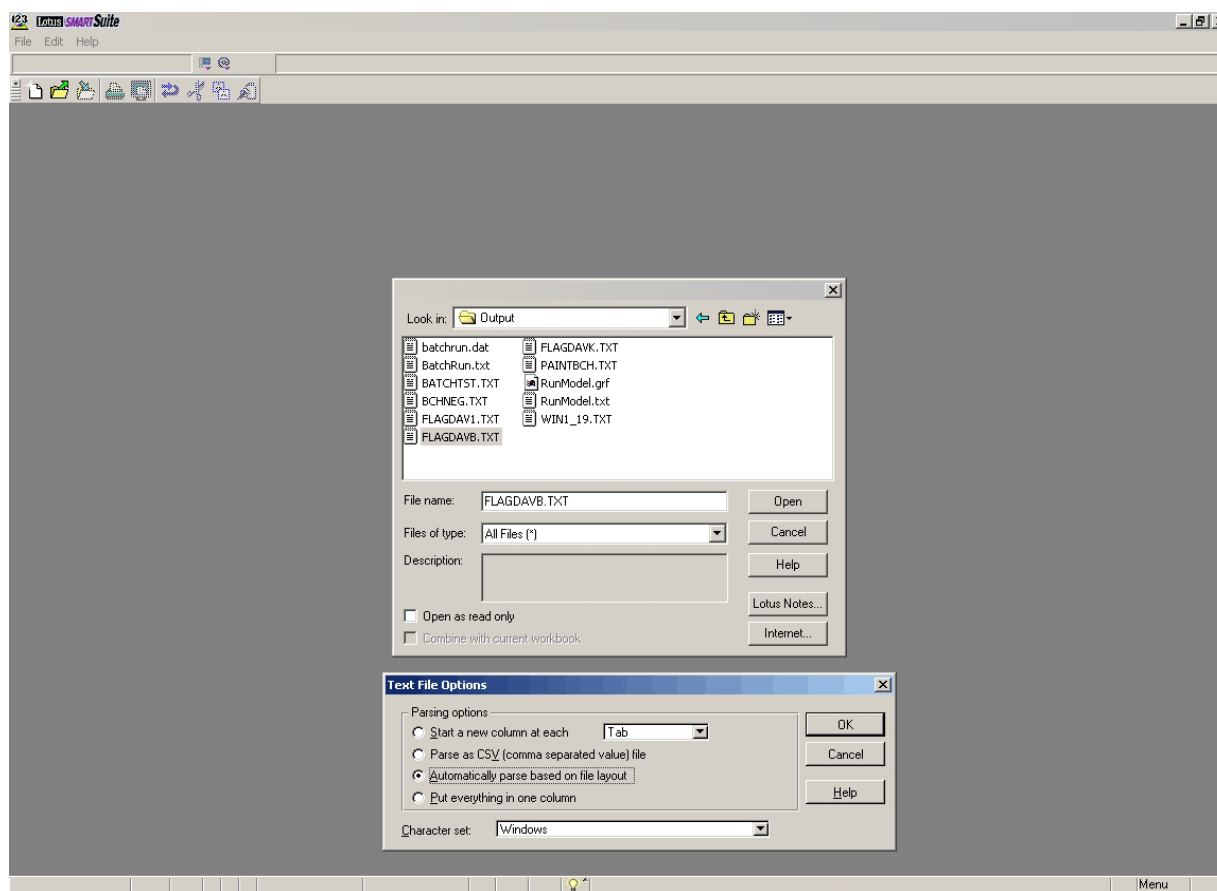 123 Lotus SMARTSuite
File Edit Help
Look in: Output
batchrun.dat FLAGDAVK.TXT
BatchRun.txt PAINTBCH.TXT
BATCHTST.TXT RunModel.grf
BCHNEG.TXT RunModel.txt
FLAGDAV1.TXT WIN1_19.TXT
FLAGDAVB.TXT
File name: FLAGDAVB.TXT Open
Files of type: All Files (*) Cancel
Description: Help
Lotus Notes...
Open as read only
Combine with current workbook Internet...
Text File Options
Parsing options
Start a new column at each Tab OK
Parse as CSV (comma separated value) file Cancel
Automatically parse based on file layout
Put everything in one column Help
Character set: Windows
Menu